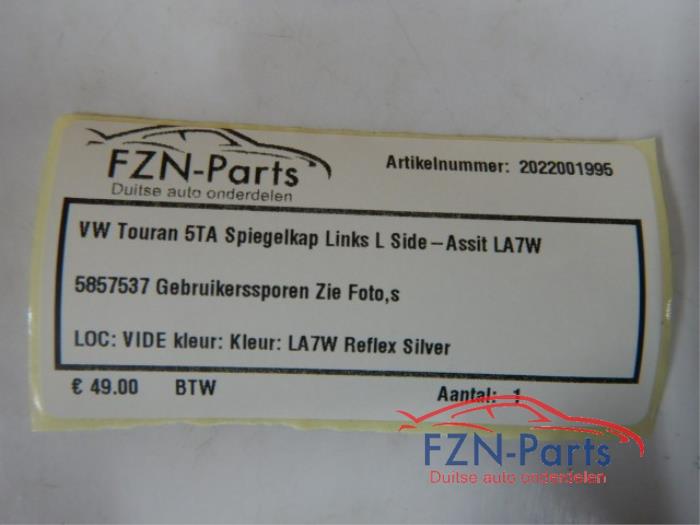 FZN-Parts
Duitse auto onderdelen
Artikelnummer: 2022001995
VW Touran 5TA Spiegelkap Links L Side-Assit LA7W
5857537 Gebruikerssporen Zie Foto,s
LOC: VIDE kleur: Kleur: LA7W Reflex Silver
€ 49.00 BTW Aantal: 1
FZN-Parts
Duitse auto onderdelen